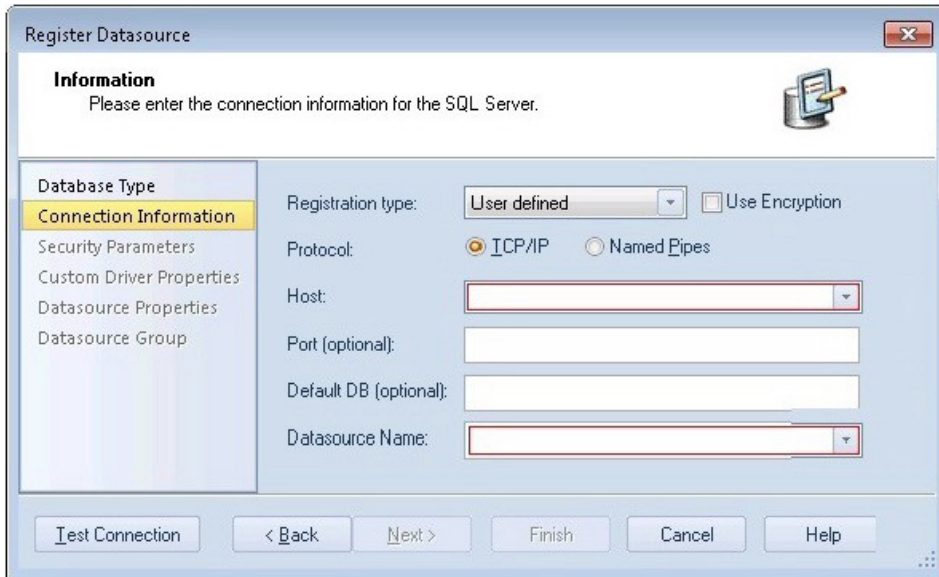 Register Datasource
Information
Please enter the connection information for the SQL Server.
Database Type
Connection Information
Security Parameters
Custom Driver Properties
Datasource Properties
Datasource Group
Registration type: User defined Use Encryption
Protocol: TCP/IP Named Pipes
Host:
Port (optional):
Default DB (optional):
Datasource Name:
Test Connection < Back Next > Finish Cancel Help